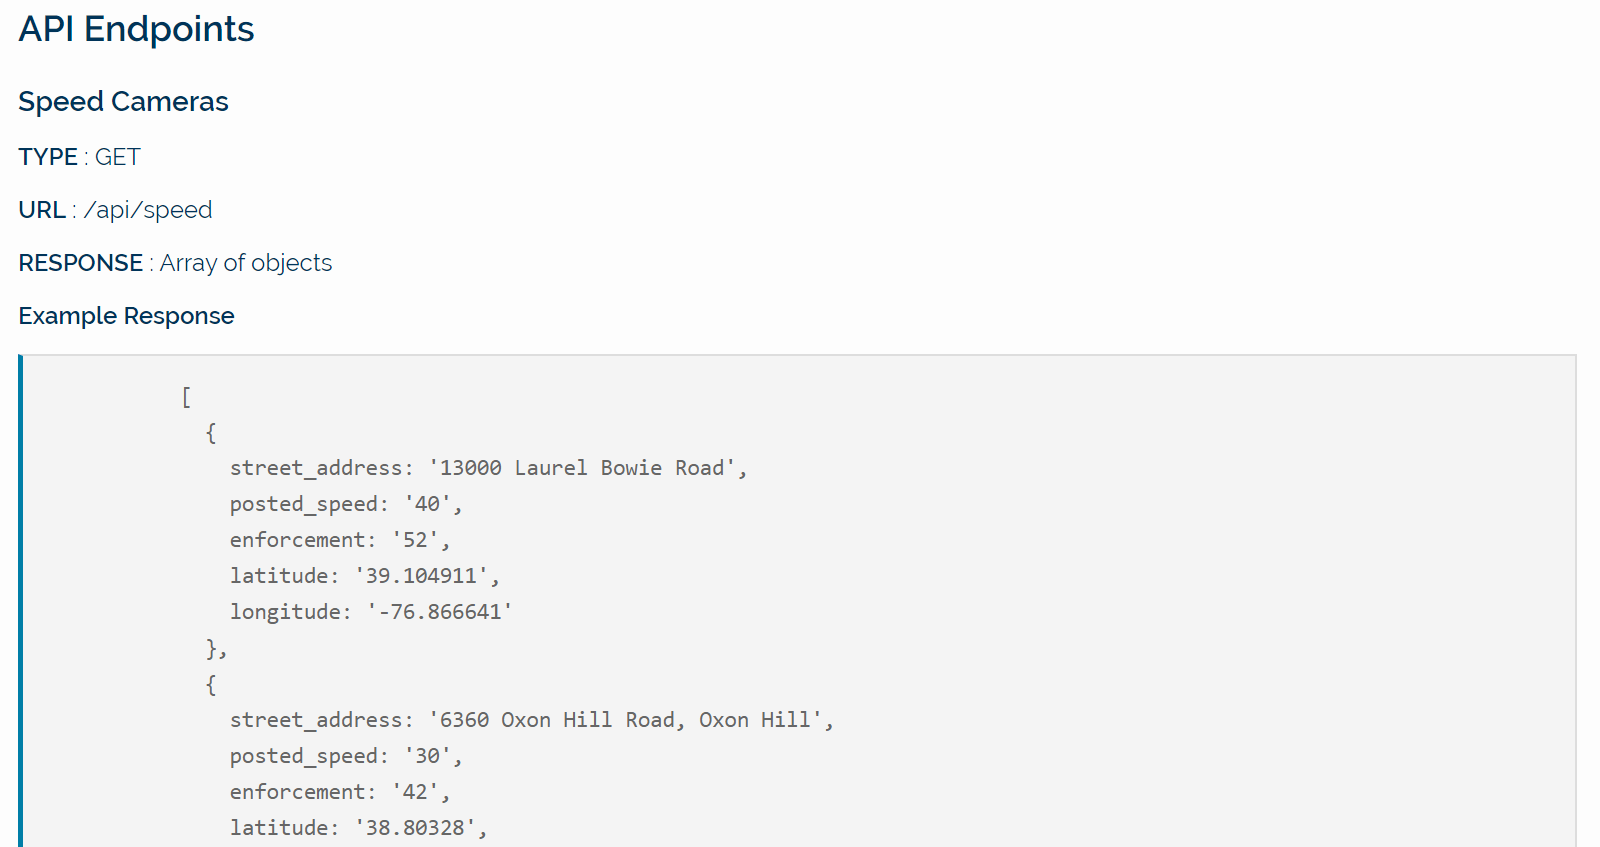 API Endpoints
Speed Cameras
TYPE : GET
URL : /api/speed
RESPONSE : Array of objects
Example Response
[
{
street_address: '13000 Laurel Bowie Road',
posted_speed: '40',
enforcement: '52',
latitude: '39.104911',
longitude: '-76.866641'
},
{
street_address: '6360 Oxon Hill Road, Oxon Hill',
posted_speed: '30',
enforcement: '42',
latitude: '38.80328',